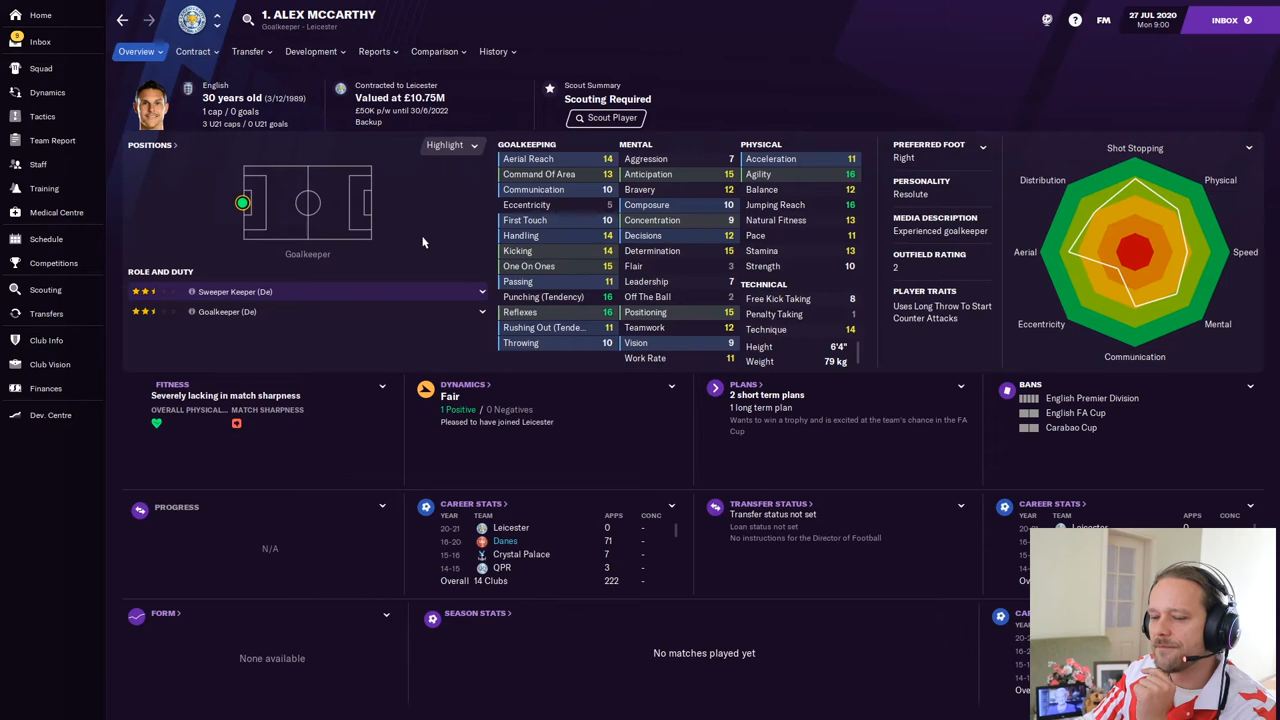 1. ALEX MCCARTHY
Goalkeeper - Leicester
9
?
FM
27 JUL 2020
Mon 9:00
INBOX
Home
Inbox
Squad
Dynamics
Tactics
Team Report
Staff
Training
Medical Centre
Schedule
Competitions
Scouting
Transfers
Club Info
Club Vision
Finances
Dev. Centre
Overview
Contract
Transfer
Development
Reports
Comparison
History
English
30 years old (3/12/1989)
1 cap / 0 goals
3 U21 caps / 0 U21 goals
Contracted to Leicester
Valued at £10.75M
£50K p/w until 30/6/2022
Backup
Scout Summary
Scouting Required
Scout Player
POSITIONS
Highlight
Goalkeeper
ROLE AND DUTY
Sweeper Keeper (De)
Goalkeeper (De)
GOALKEEPING
Aerial Reach 14
Command Of Area 13
Communication 10
Eccentricity 5
First Touch 10
Handling 14
Kicking 14
One On Ones 15
Passing 11
Punching (Tendency) 16
Reflexes 16
Rushing Out (Tende... 11
Throwing 10
MENTAL
Aggression 7
Anticipation 15
Bravery 12
Composure 10
Concentration 9
Decisions 12
Determination 15
Flair 3
Leadership 7
Off The Ball 2
Positioning 15
Teamwork 12
Vision 9
Work Rate 11
PHYSICAL
Acceleration 11
Agility 16
Balance 12
Jumping Reach 16
Natural Fitness 13
Pace 11
Stamina 13
Strength 10
TECHNICAL
Free Kick Taking 8
Penalty Taking 1
Technique 14
Height 6'4"
Weight 79 kg
PREFERRED FOOT
Right
PERSONALITY
Resolute
MEDIA DESCRIPTION
Experienced goalkeeper
OUTFIELD RATING
2
PLAYER TRAITS
Uses Long Throw To Start
Counter Attacks
Shot Stopping
Physical
Speed
Mental
Communication
Eccentricity
Aerial
Distribution
FITNESS
Severely lacking in match sharpness
OVERALL PHYSICAL... MATCH SHARPNESS
DYNAMICS
Fair
1 Positive / 0 Negatives
Pleased to have joined Leicester
PLANS
2 short term plans
1 long term plan
Wants to win a trophy and is excited at the team's chance in the FA
Cup
BANS
English Premier Division
English FA Cup
Carabao Cup
PROGRESS
N/A
CAREER STATS
YEAR TEAM APPS CONC
20-21 Leicester 0 -
16-20 Danes 71 -
15-16 Crystal Palace 7 -
14-15 QPR 3 -
Overall 14 Clubs 222 -
TRANSFER STATUS
Transfer status not set
Loan status not set
No instructions for the Director of Football
CAREER STATS
YEAR TEAM APPS CONC
FORM
None available
SEASON STATS
No matches played yet